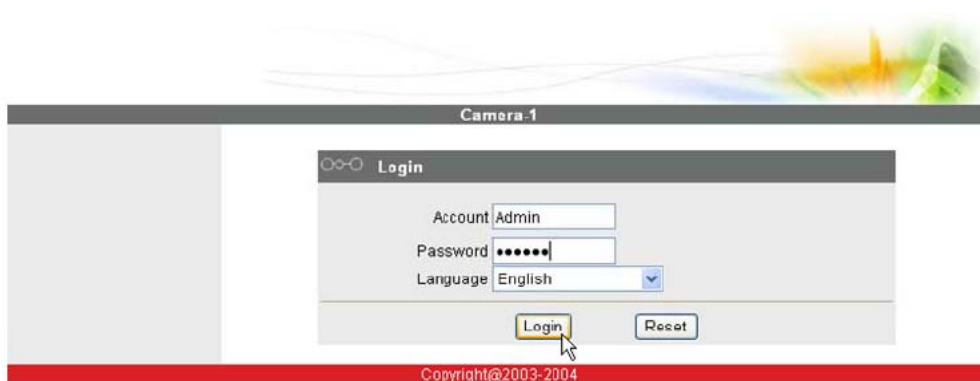 Camera-1
Login
Account Admin
Password ••••••
Language English
Login Reset
Copyright@2003-2004